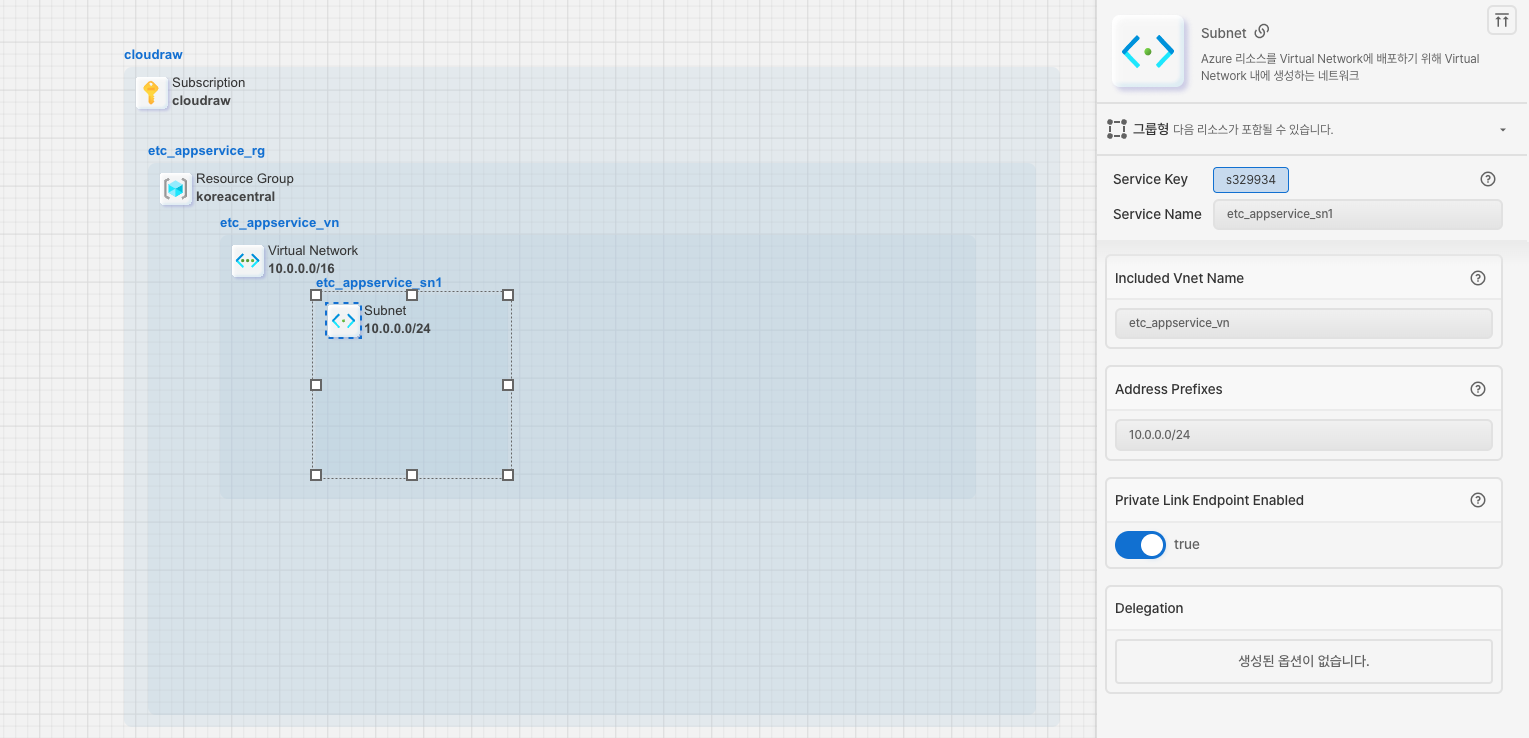 cloudraw
Subscription
cloudraw
etc_appservice_rg
Resource Group
koreacentral
etc_appservice_vn
Virtual Network
10.0.0.0/16
etc_appservice_sn1
Subnet
10.0.0.0/24
Subnet
Azure 리소스를 Virtual Network에 배포하기 위해 Virtual
Network 내에 생성하는 네트워크
그룹형 다음 리소스가 포함될 수 있습니다.
Service Key s329934
Service Name etc_appservice_sn1
Included Vnet Name
etc_appservice_vn
Address Prefixes
10.0.0.0/24
Private Link Endpoint Enabled
true
Delegation
생성된 옵션이 없습니다.